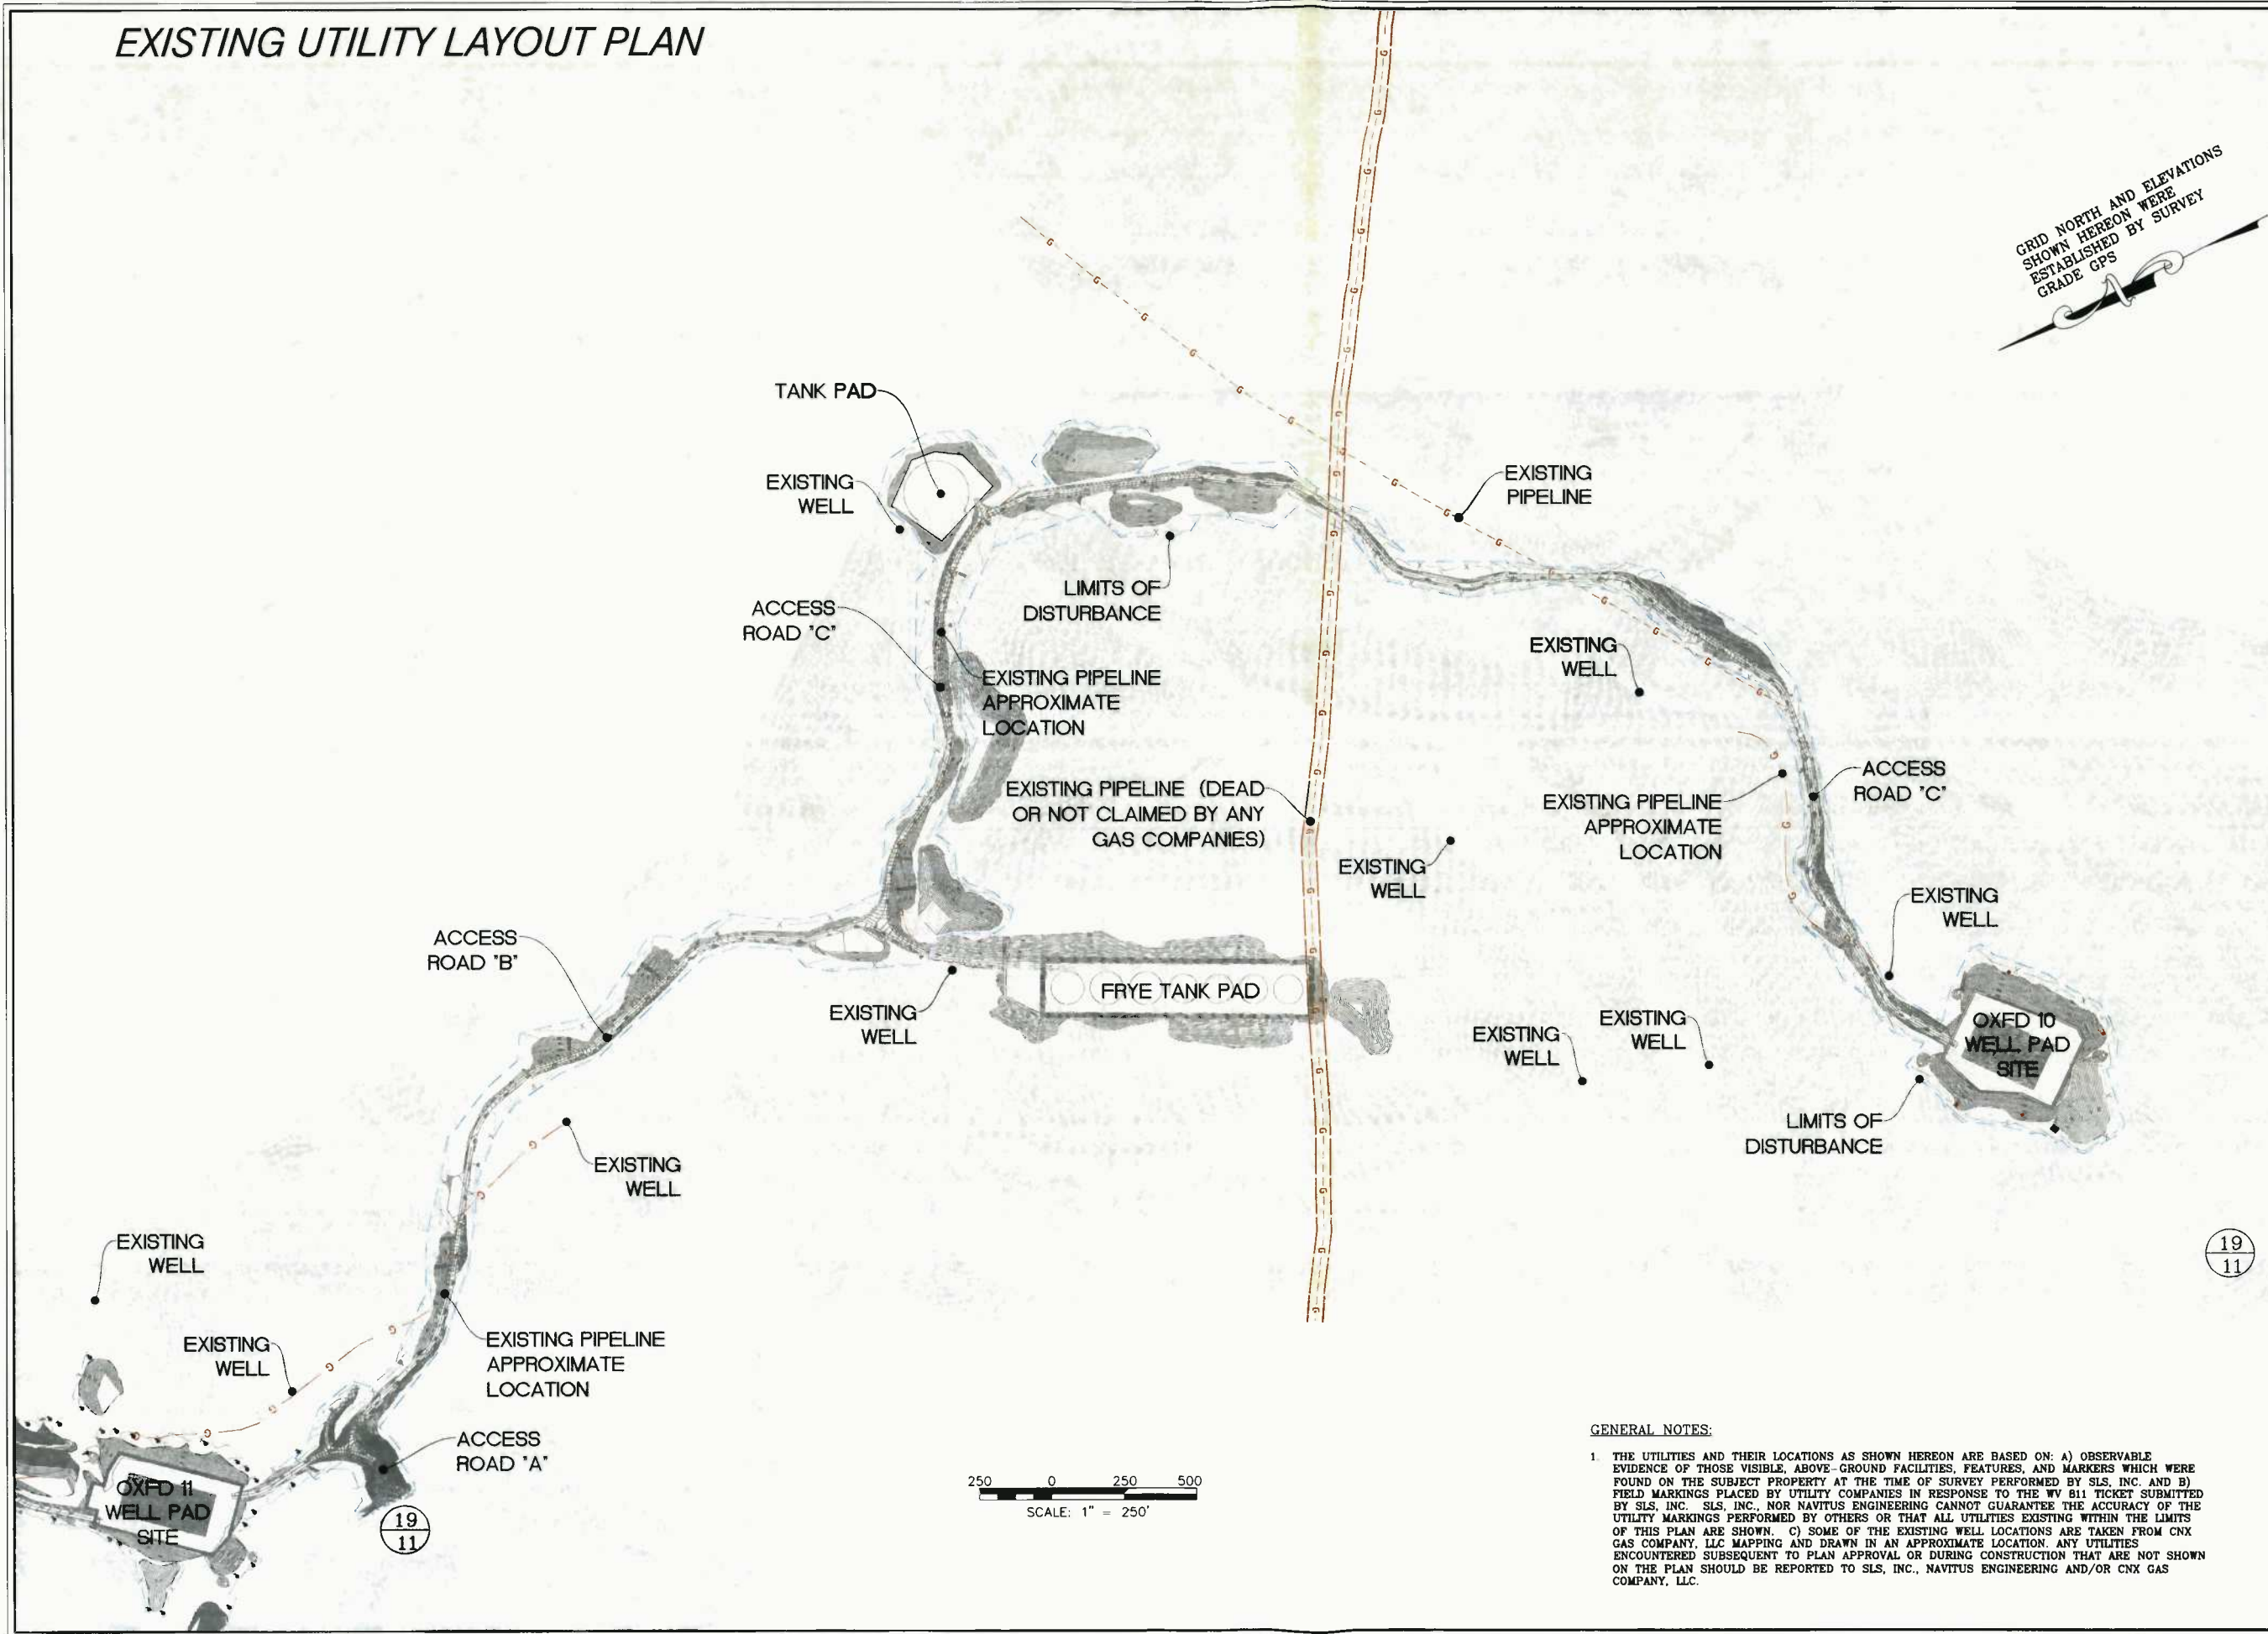 EXISTING UTILITY LAYOUT PLAN
GRID NORTH AND ELEVATIONS
SHOWN HEREON WERE
ESTABLISHED BY SURVEY
GRADE GPS
N
TANK PAD
EXISTING
WELL
EXISTING
PIPELINE
LIMITS OF
DISTURBANCE
ACCESS
ROAD "C"
EXISTING PIPELINE
APPROXIMATE
LOCATION
EXISTING
WELL
EXISTING PIPELINE (DEAD
OR NOT CLAIMED BY ANY
GAS COMPANIES)
EXISTING PIPELINE
APPROXIMATE
LOCATION
ACCESS
ROAD "C"
EXISTING
WELL
EXISTING
WELL
ACCESS
ROAD "B"
FRYE TANK PAD
EXISTING
WELL
EXISTING
WELL
EXISTING
WELL
OXFD 10
WELL PAD
SITE
LIMITS OF
DISTURBANCE
EXISTING
WELL
EXISTING
WELL
19
11
EXISTING
WELL
EXISTING PIPELINE
APPROXIMATE
LOCATION
ACCESS
ROAD "A"
OXFD 11
WELL PAD
SITE
19
11
250 0 250 500
SCALE: 1" = 250'
GENERAL NOTES:
1. THE UTILITIES AND THEIR LOCATIONS AS SHOWN HEREON ARE BASED ON: A) OBSERVABLE
EVIDENCE OF THOSE VISIBLE, ABOVE-GROUND FACILITIES, FEATURES, AND MARKERS WHICH WERE
FOUND ON THE SUBJECT PROPERTY AT THE TIME OF SURVEY PERFORMED BY SLS, INC. AND B)
FIELD MARKINGS PLACED BY UTILITY COMPANIES IN RESPONSE TO THE WV 811 TICKET SUBMITTED
BY SLS, INC. SLS, INC., NOR NAVITUS ENGINEERING CANNOT GUARANTEE THE ACCURACY OF THE
UTILITY MARKINGS PERFORMED BY OTHERS OR THAT ALL UTILITIES EXISTING WITHIN THE LIMITS
OF THIS PLAN ARE SHOWN. C) SOME OF THE EXISTING WELL LOCATIONS ARE TAKEN FROM CNX
GAS COMPANY, LLC MAPPING AND DRAWN IN AN APPROXIMATE LOCATION. ANY UTILITIES
ENCOUNTERED SUBSEQUENT TO PLAN APPROVAL OR DURING CONSTRUCTION THAT ARE NOT SHOWN
ON THE PLAN SHOULD BE REPORTED TO SLS, INC., NAVITUS ENGINEERING AND/OR CNX GAS
COMPANY, LLC.